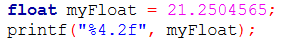 float myFloat = 21.2504565;
printf("%4.2f", myFloat);